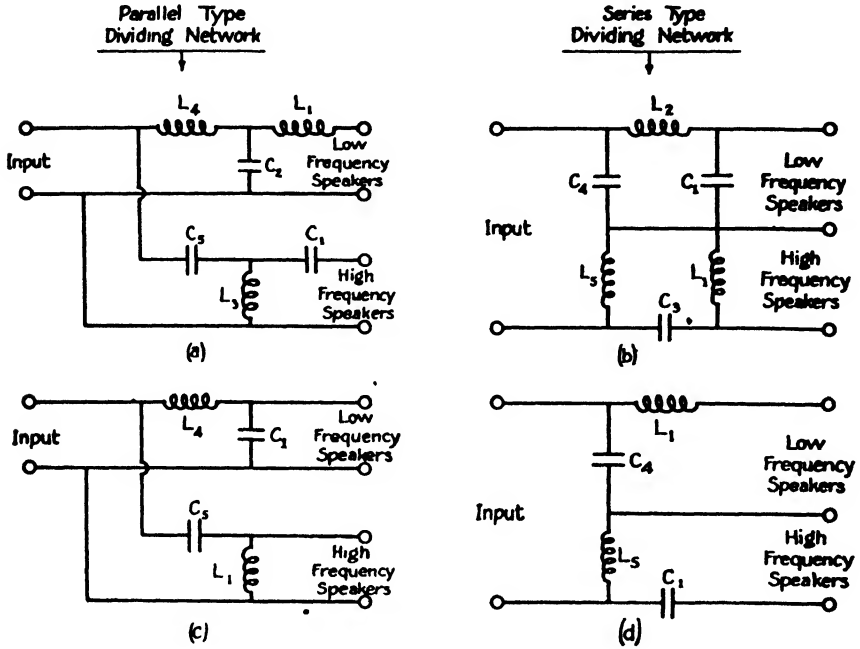 Parallel Type
Dividing Network
Series Type
Dividing Network
L4
L1
Input
C2
Low
Frequency
Speakers
C5
C1
L3
High
Frequency
Speakers
(a)
L2
C4
C1
Low
Frequency
Speakers
Input
L5
L1
High
Frequency
Speakers
C3
(b)
L4
Input
C2
Low
Frequency
Speakers
C5
L1
High
Frequency
Speakers
(c)
L1
C4
Low
Frequency
Speakers
Input
L5
High
Frequency
Speakers
C1
(d)